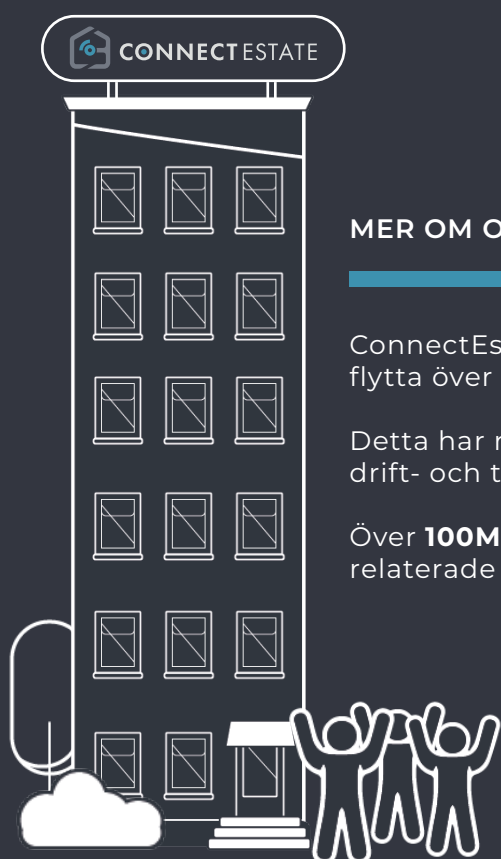 CONNECTESTATE
MER OM
ConnectEs
flytta över
Detta har
drift- och t
Över 100M
relaterade